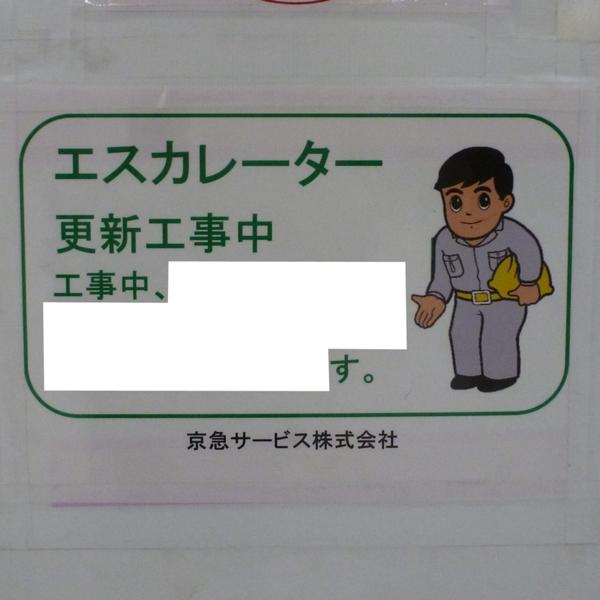 エスカレーター
更新工事中
工事中、
す。
京急サービス株式会社